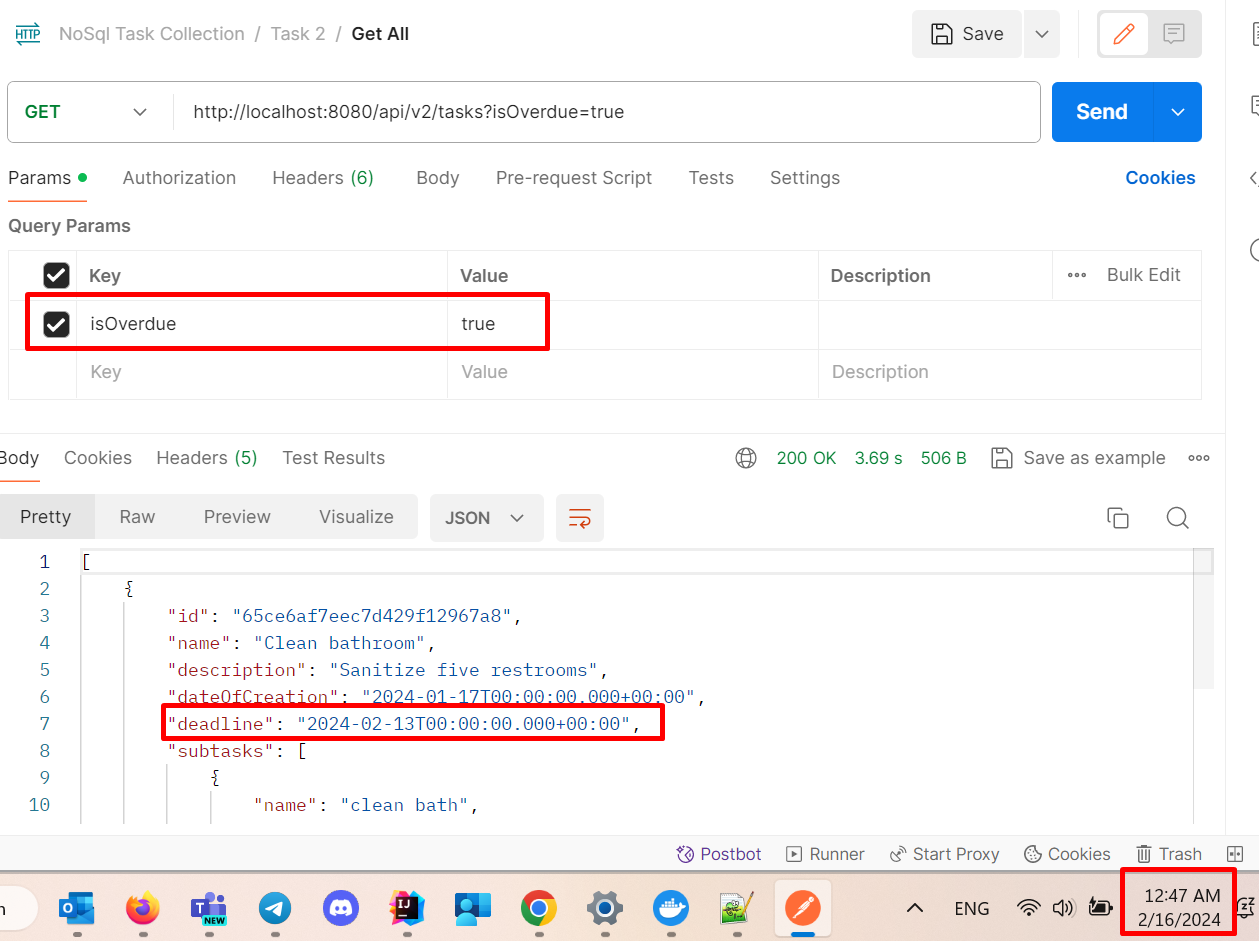 HTTP NoSql Task Collection / Task 2 / Get All Save
GET http://localhost:8080/api/v2/tasks?isOverdue=true Send
Params Authorization Headers (6) Body Pre-request Script Tests Settings Cookies
Query Params
Key Value Description Bulk Edit
isOverdue true
Key Value Description
Body Cookies Headers (5) Test Results 200 OK 3.69 s 506 B Save as example
Pretty Raw Preview Visualize JSON
1 [
2 {
3 "id": "65ce6af7eec7d429f12967a8",
4 "name": "Clean bathroom",
5 "description": "Sanitize five restrooms",
6 "dateOfCreation": "2024-01-17T00:00:00.000+00:00",
7 "deadline": "2024-02-13T00:00:00.000+00:00",
8 "subtasks": [
9 {
10 "name": "clean bath",
Postbot Runner Start Proxy Cookies Trash
NEW ENG 12:47 AM
2/16/2024